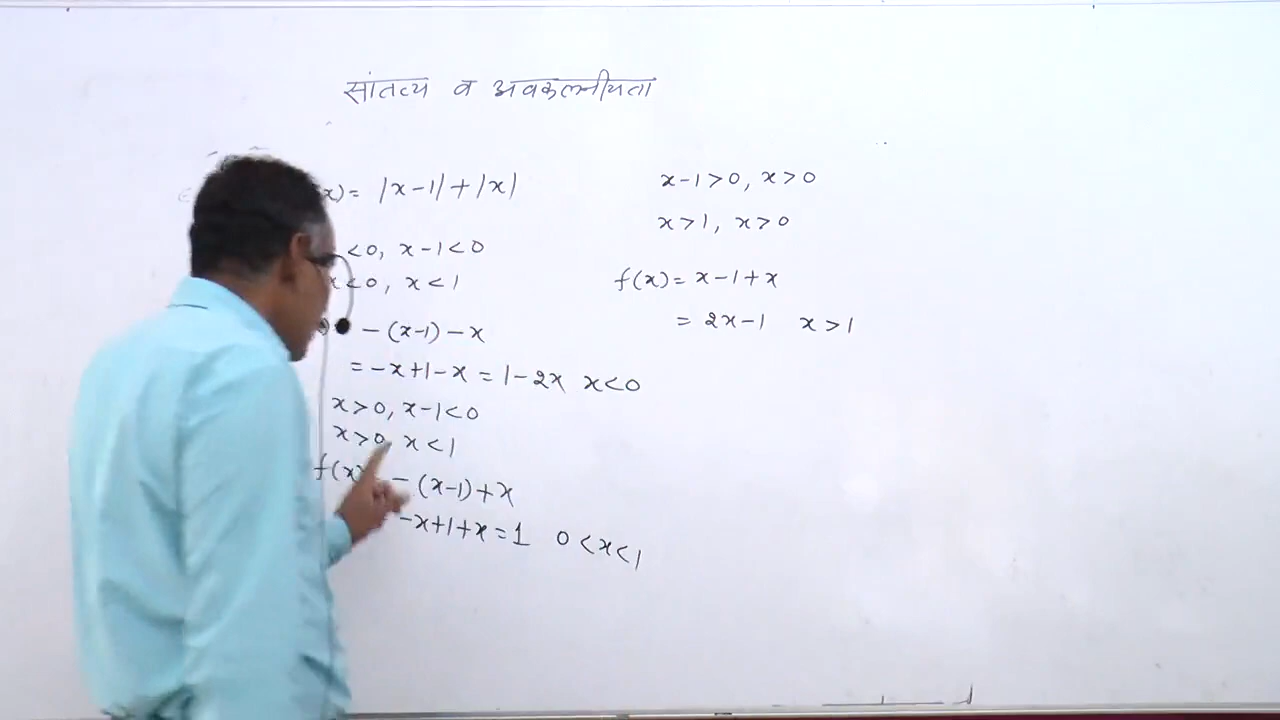 सांतत्य व अवकलनीयता
x) = |x-1| + |x|
<0, x-1<0
x<0, x<1
- (x-1) - x
= -x+1-x = 1-2x x<0
x>0, x-1<0
x>0 x<1
f(x) - (x-1)+x
-x+1+x = 1 0<x<1
x-1>0, x>0
x>1, x>0
f(x) = x-1+x
= 2x-1 x>1